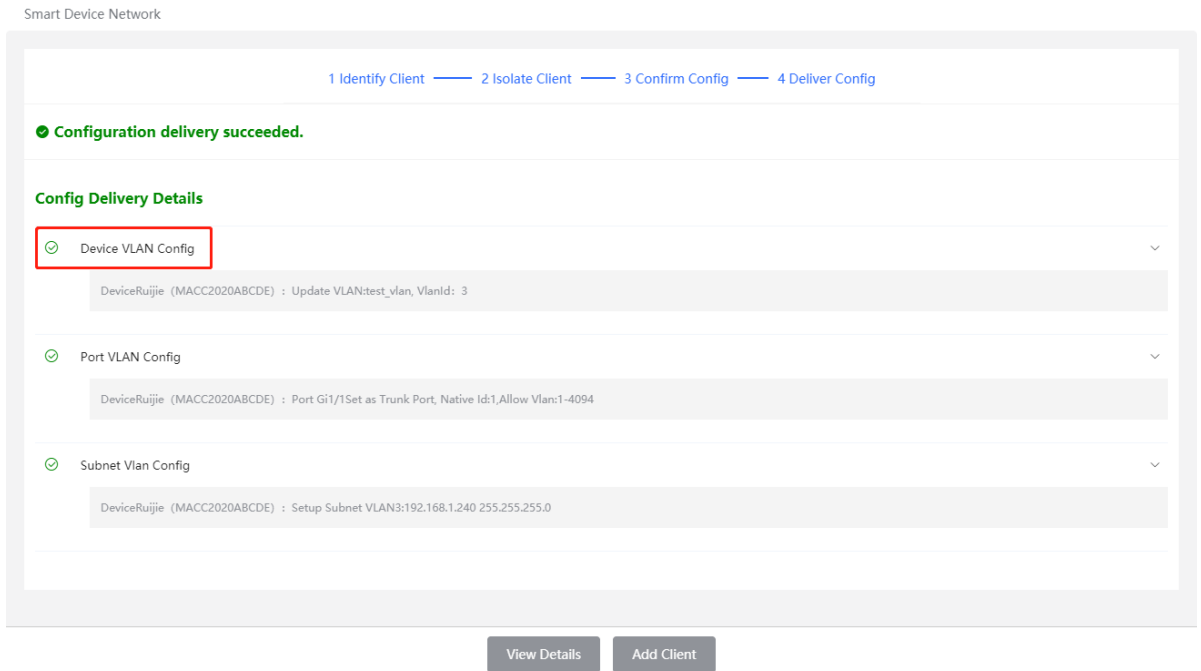 Smart Device Network
1 Identify Client 2 Isolate Client 3 Confirm Config 4 Deliver Config
Configuration delivery succeeded.
Config Delivery Details
Device VLAN Config
DeviceRuijie (MACC2020ABCDE) : Update VLAN:test_vlan, VlanId: 3
Port VLAN Config
DeviceRuijie (MACC2020ABCDE) : Port Gi1/1Set as Trunk Port, Native Id:1,Allow Vlan:1-4094
Subnet Vlan Config
DeviceRuijie (MACC2020ABCDE) : Setup Subnet VLAN3:192.168.1.240 255.255.255.0
View Details Add Client